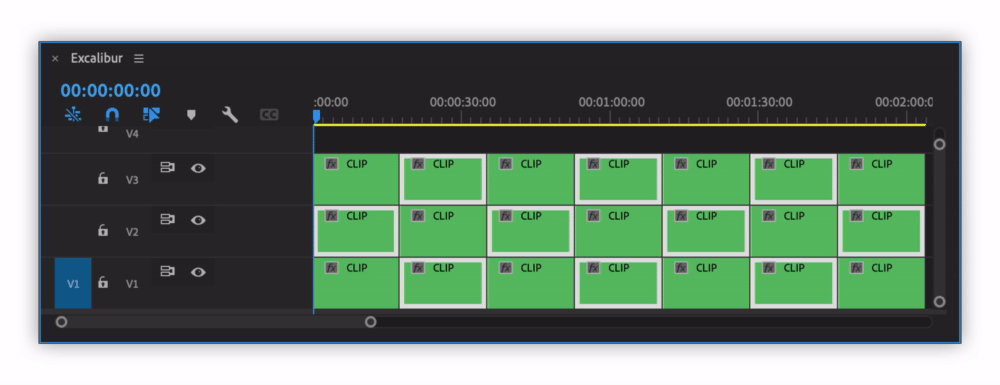 × Excalibur ≡
00:00:00:00
:00:00 00:00:30:00 00:01:00:00 00:01:30:00 00:02:00:0
CC
V4
fx CLIP fx CLIP fx CLIP fx CLIP fx CLIP fx CLIP fx CLIP
V3
fx CLIP fx CLIP fx CLIP fx CLIP fx CLIP fx CLIP fx CLIP
V2
fx CLIP fx CLIP fx CLIP fx CLIP fx CLIP fx CLIP fx CLIP
V1 V1